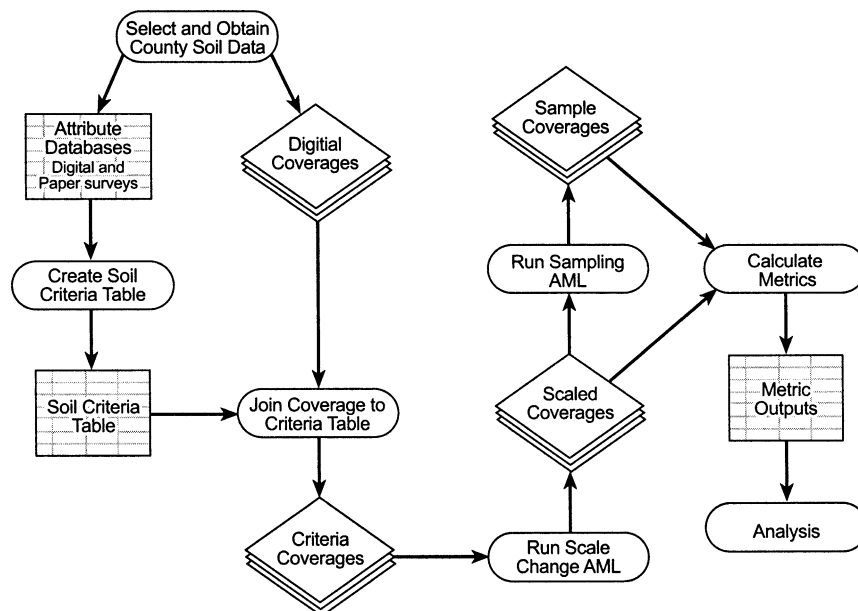 Select and Obtain
County Soil Data
Attribute
Databases
Digital and
Paper surveys
Digitial
Coverages
Sample
Coverages
Create Soil
Criteria Table
Run Sampling
AML
Calculate
Metrics
Soil Criteria
Table
Join Coverage to
Criteria Table
Scaled
Coverages
Metric
Outputs
Criteria
Coverages
Run Scale
Change AML
Analysis